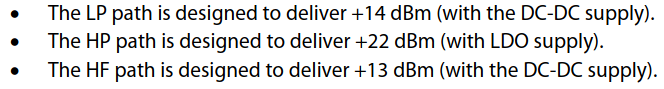 • The LP path is designed to deliver +14 dBm (with the DC-DC supply).
• The HP path is designed to deliver +22 dBm (with LDO supply).
• The HF path is designed to deliver +13 dBm (with the DC-DC supply).